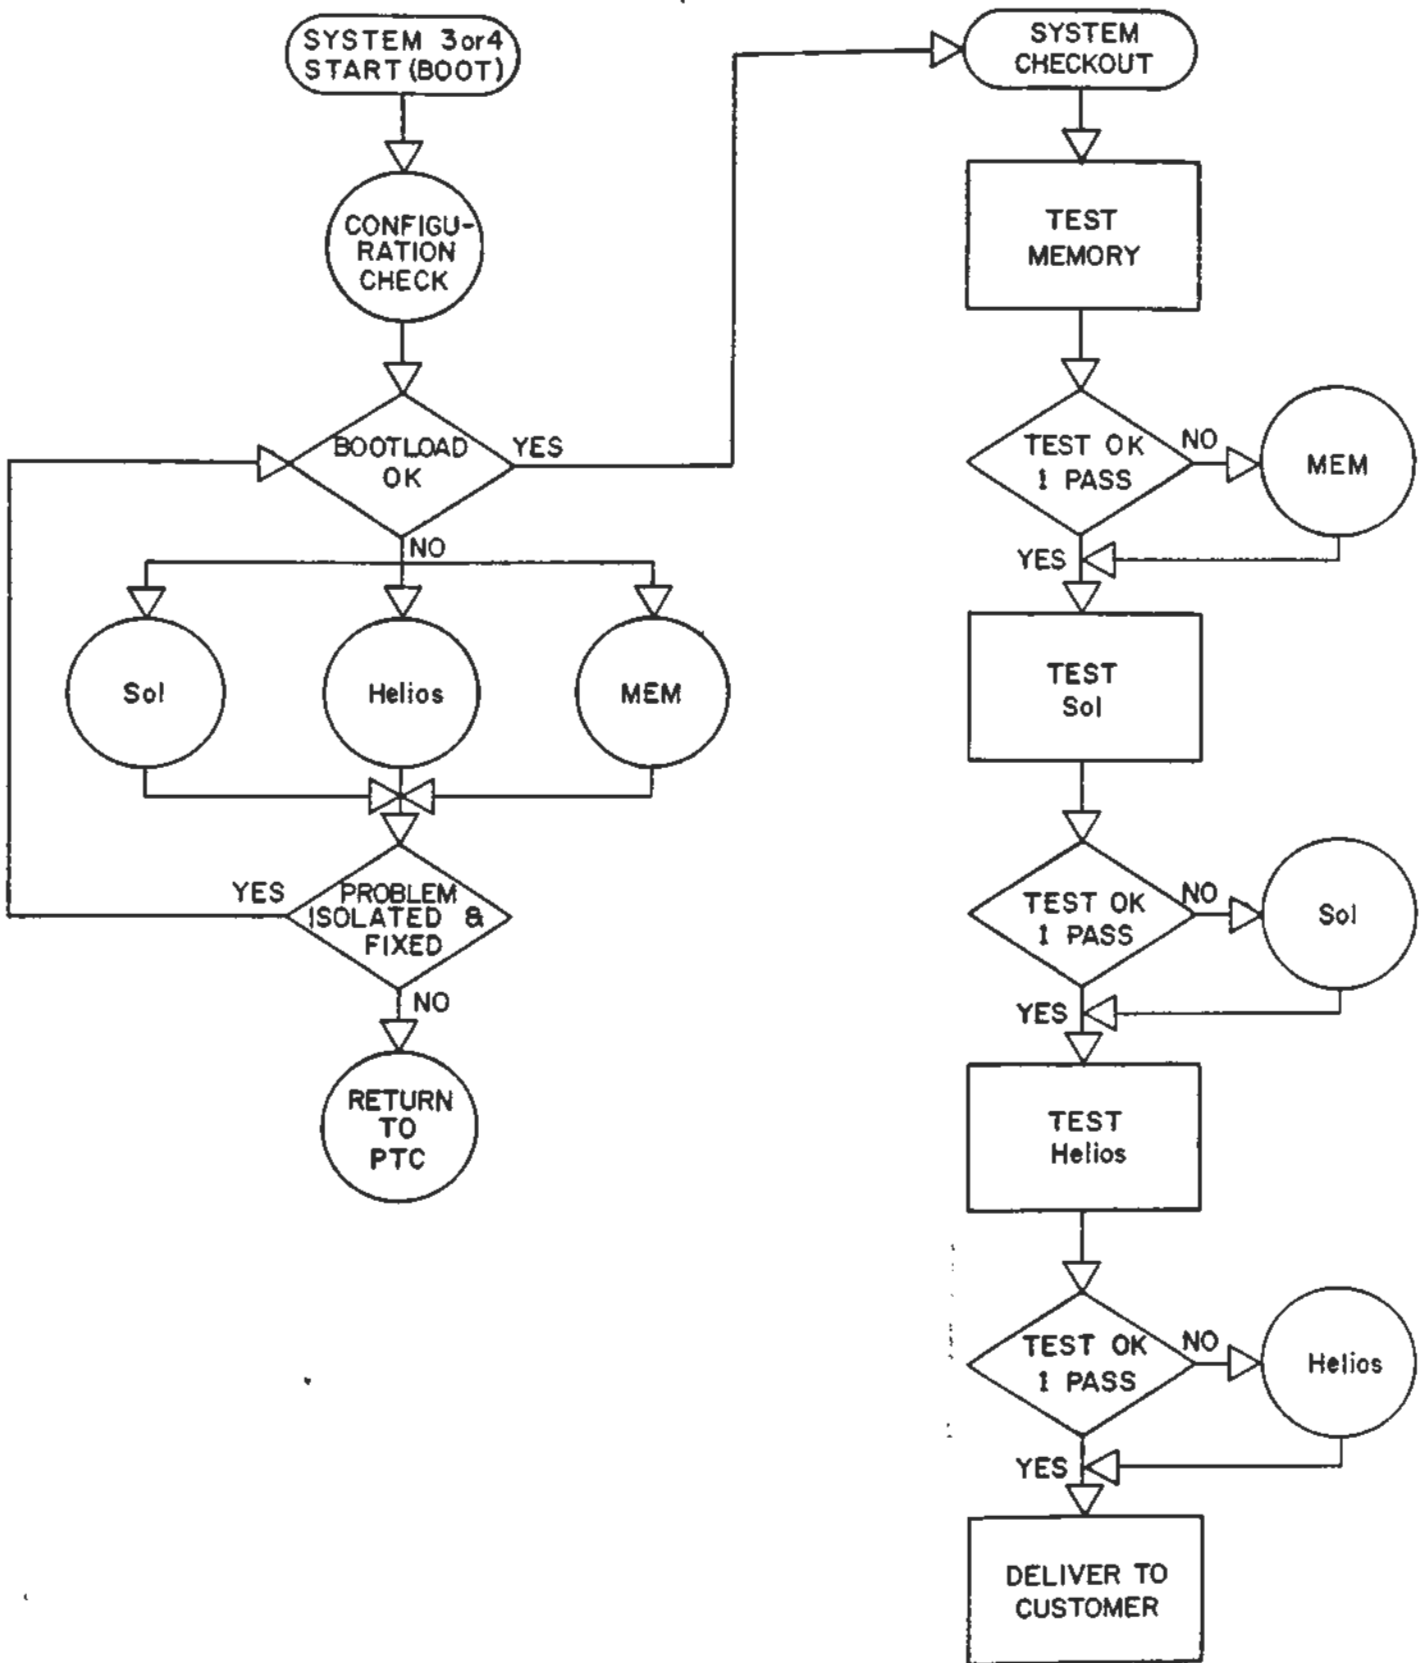 SYSTEM 3or4
START (BOOT)
CONFIGU-
RATION
CHECK
BOOTLOAD
OK
YES
NO
Sol
Helios
MEM
YES
PROBLEM
ISOLATED &
FIXED
NO
RETURN
TO
PTC
SYSTEM
CHECKOUT
TEST
MEMORY
TEST OK
1 PASS
NO
MEM
YES
TEST
Sol
TEST OK
1 PASS
NO
Sol
YES
TEST
Helios
TEST OK
1 PASS
NO
Helios
YES
DELIVER TO
CUSTOMER